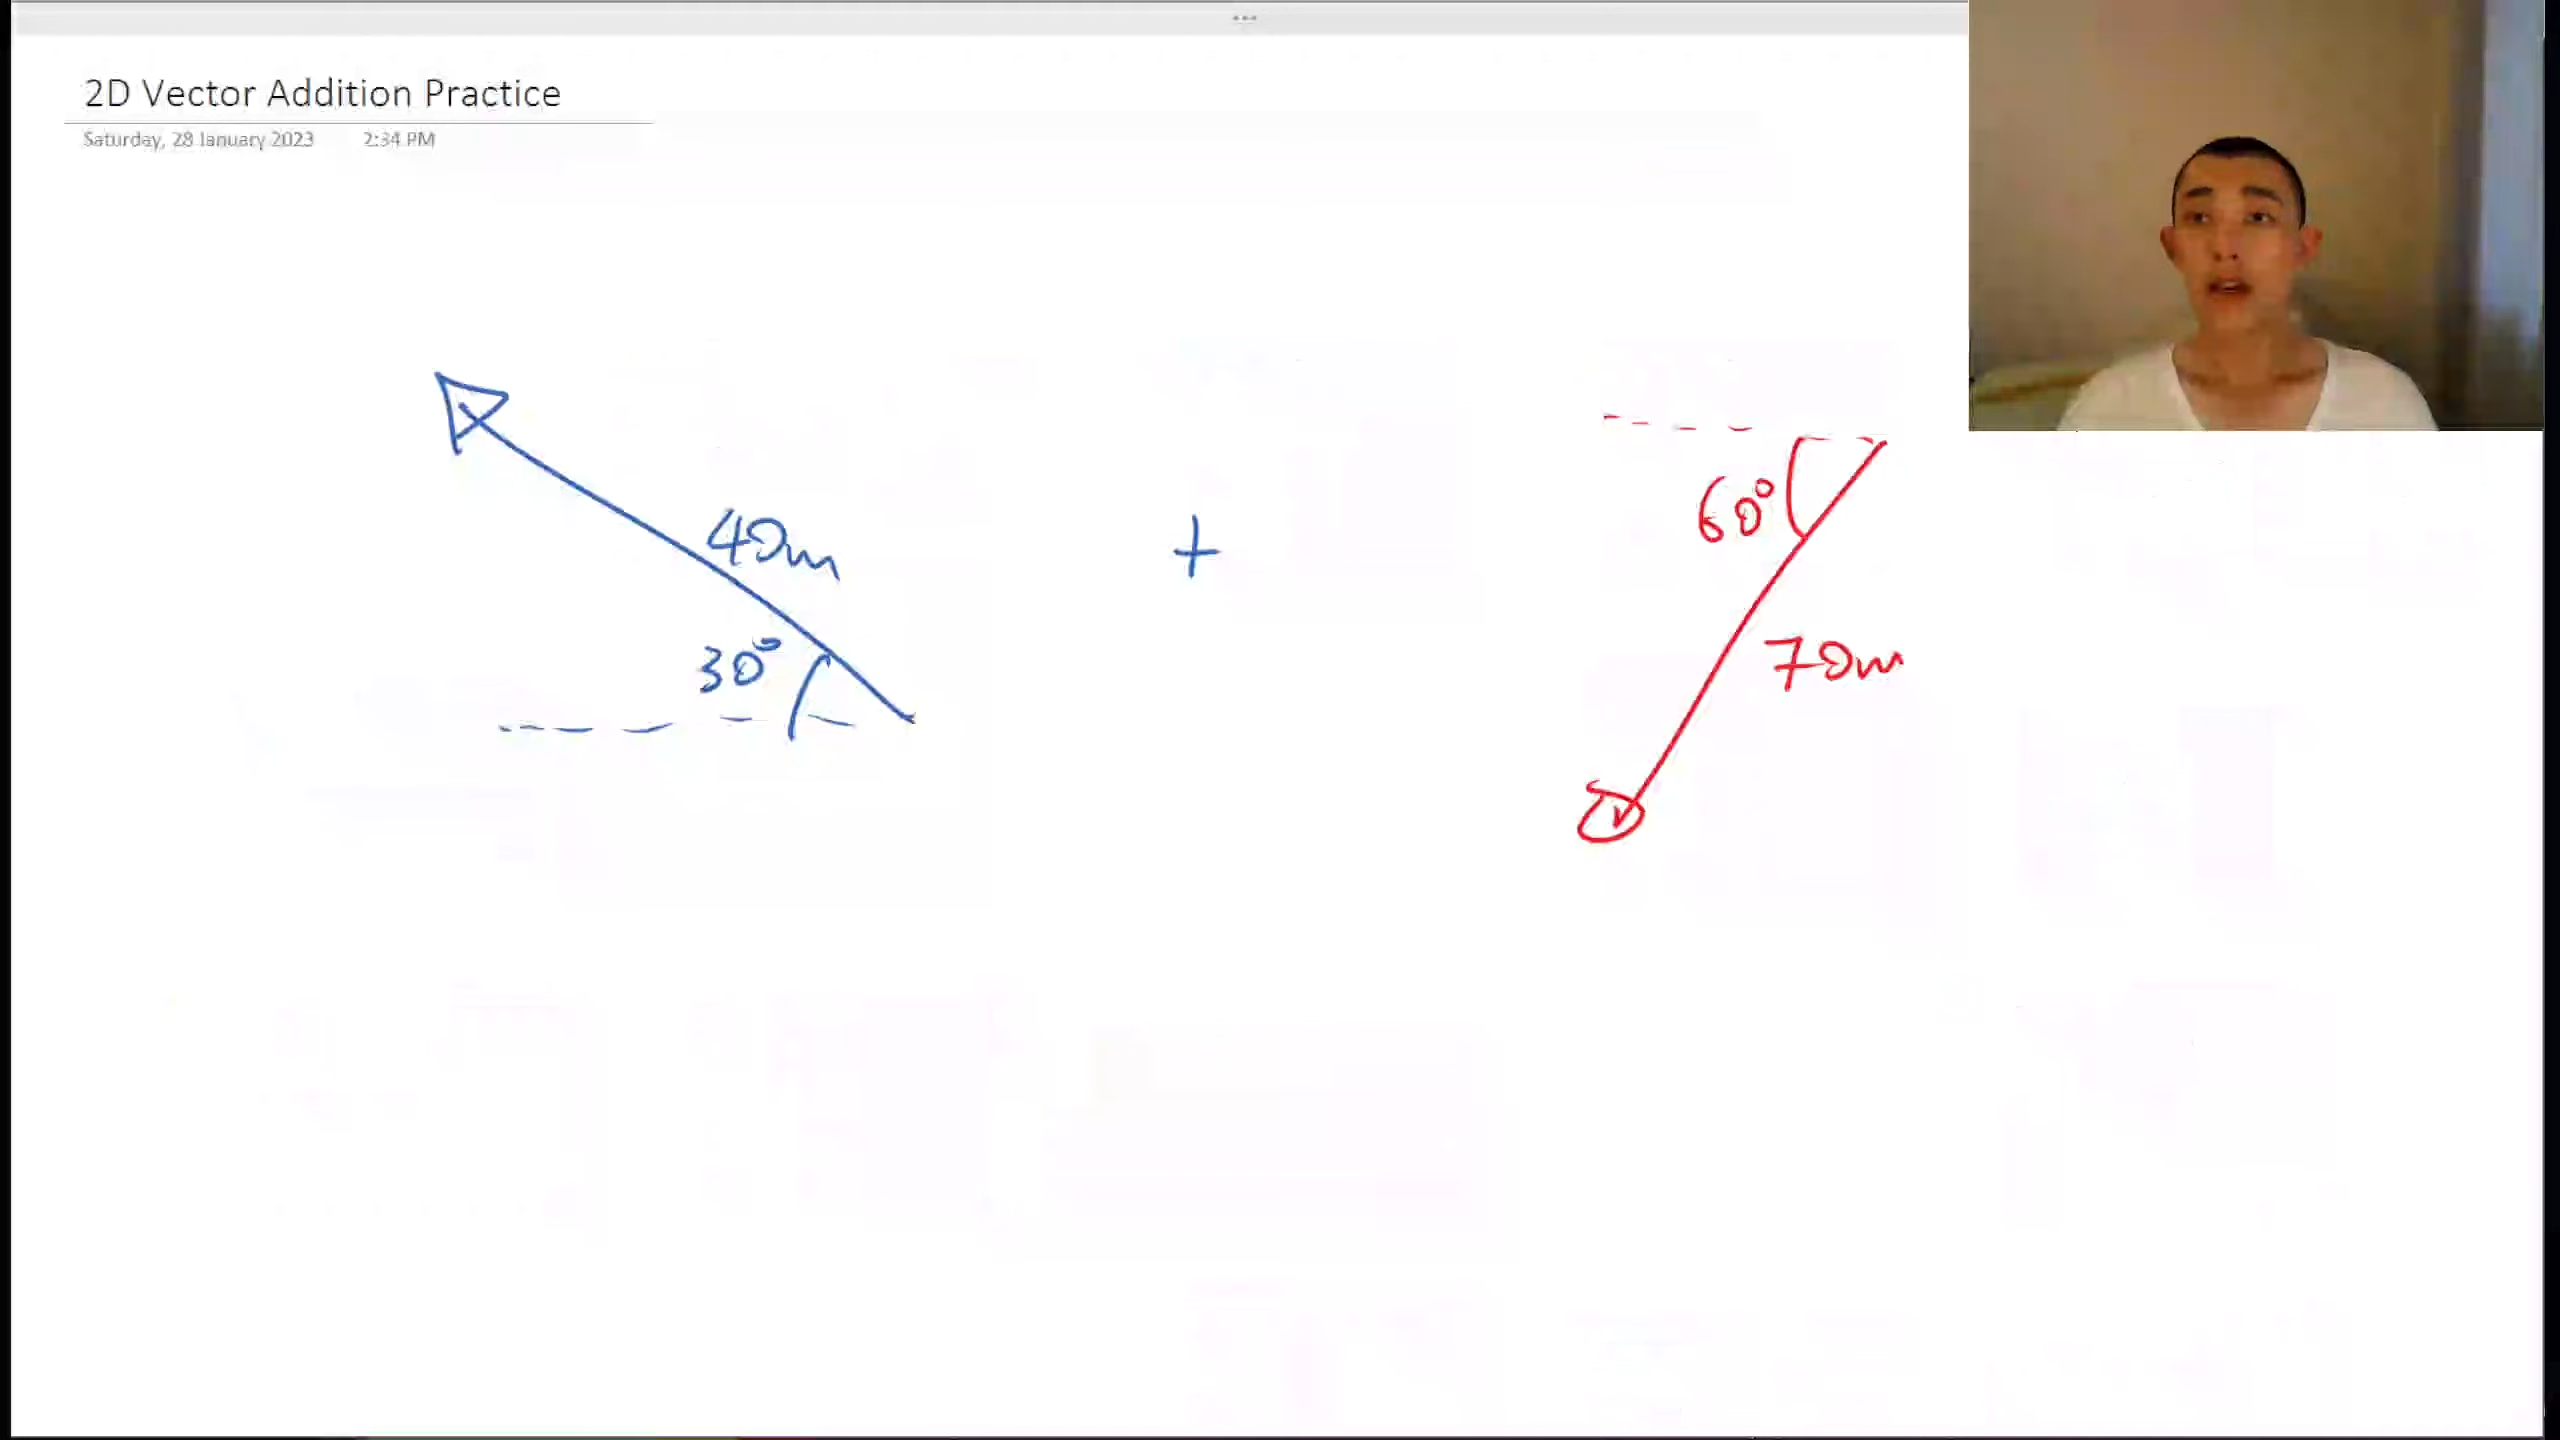 2D Vector Addition Practice
Saturday, 28 January 2023 2:34 PM
40m
30°
+
60°
70m